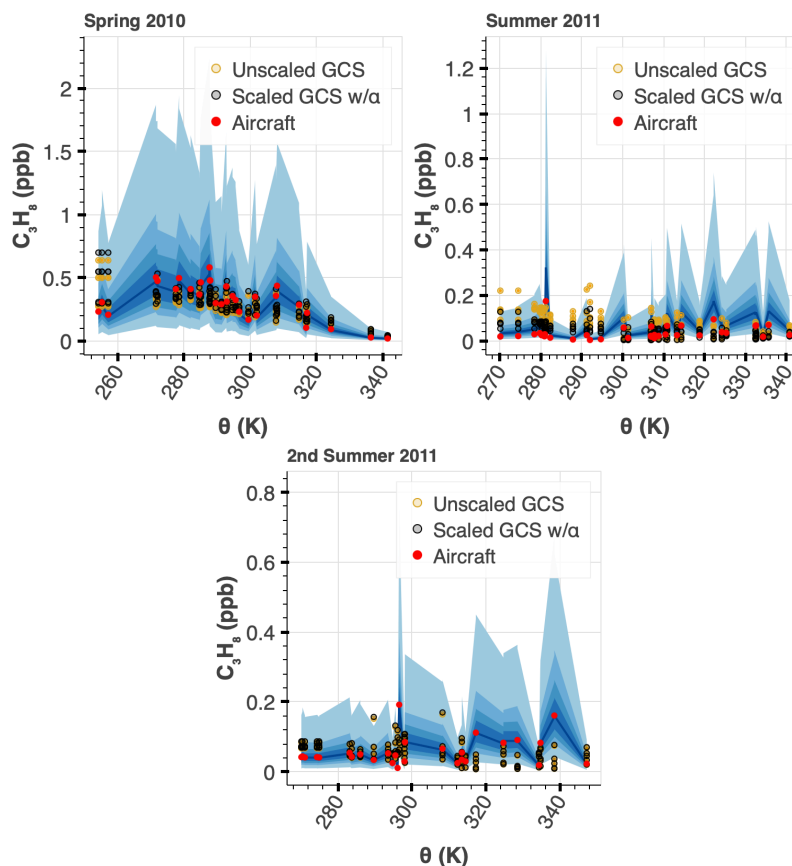 Spring 2010
Unscaled GCS
Scaled GCS w/α
Aircraft
C₃H₈ (ppb)
2
1.5
1
0.5
0
260
280
300
320
340
θ (K)
Summer 2011
Unscaled GCS
Scaled GCS w/α
Aircraft
C₃H₈ (ppb)
1.2
1
0.8
0.6
0.4
0.2
0
270
280
290
300
310
320
330
340
θ (K)
2nd Summer 2011
Unscaled GCS
Scaled GCS w/α
Aircraft
C₃H₈ (ppb)
0.8
0.6
0.4
0.2
0
280
300
320
340
θ (K)